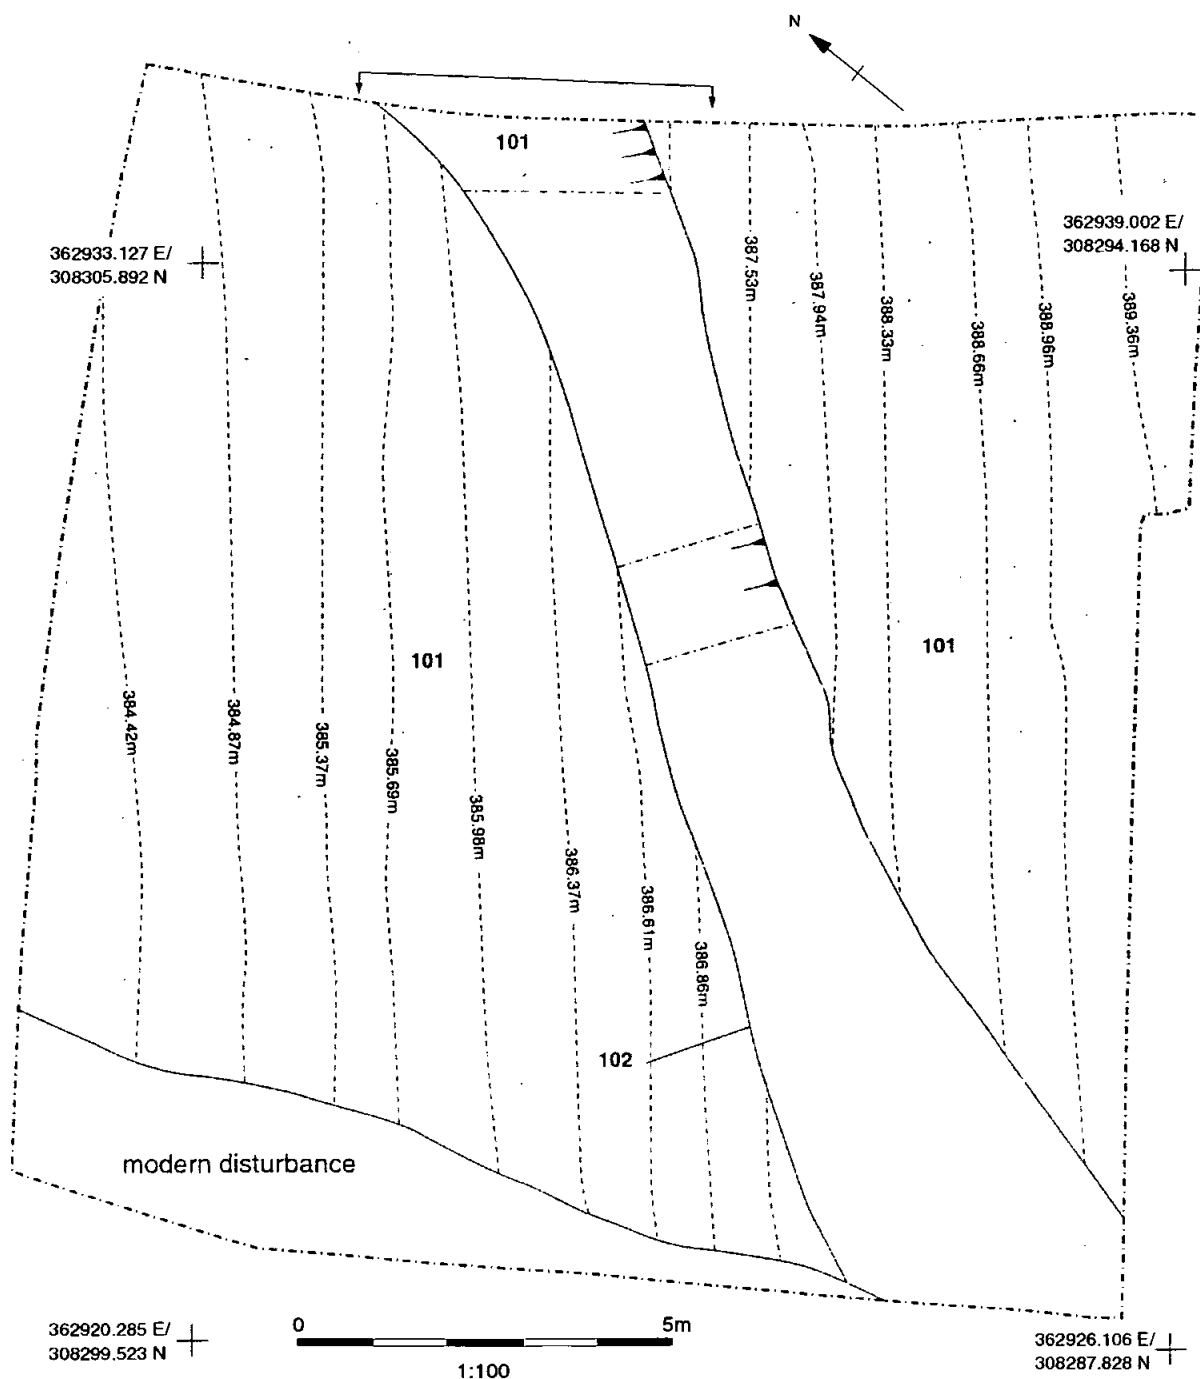 N
101
362933.127 E/
308305.892 N
362939.002 E/
308294.168 N
387.53m
387.94m
388.33m
388.66m
388.96m
389.36m
101
101
384.42m
384.87m
385.37m
385.69m
385.98m
386.37m
386.61m
386.86m
102
modern disturbance
362920.285 E/
308299.523 N
0
5m
1:100
362926.106 E/
308287.828 N